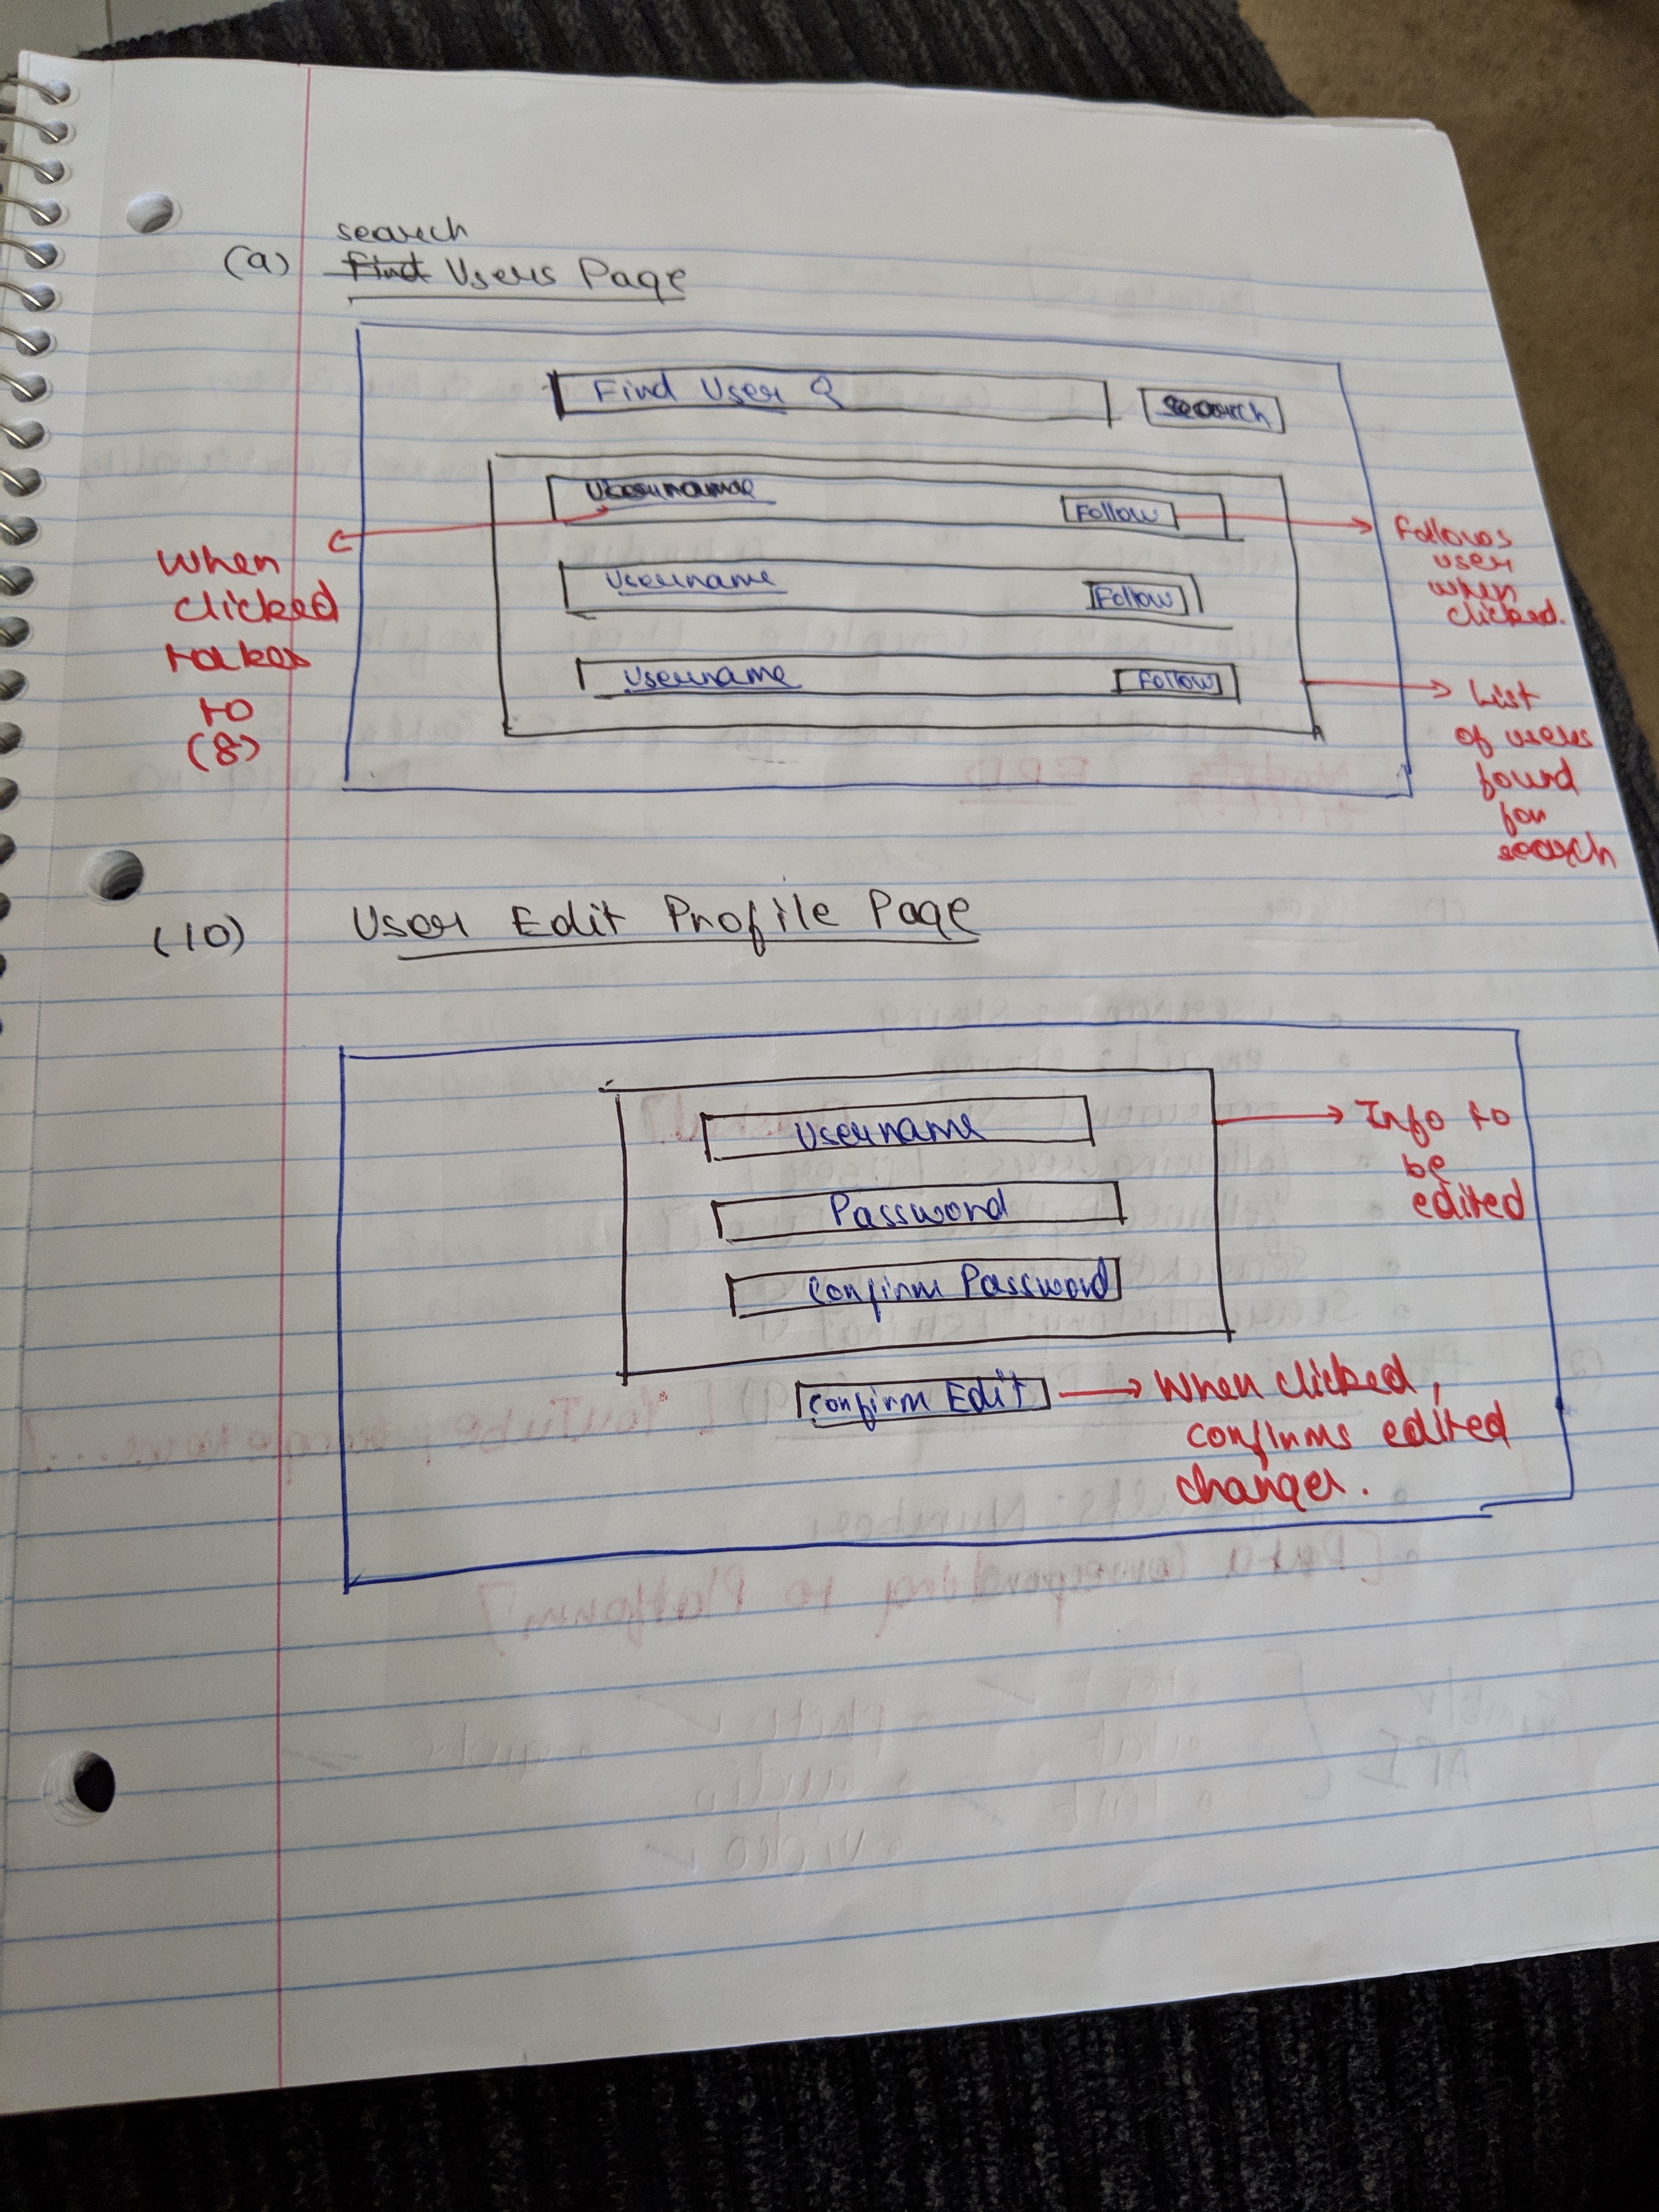 search
(9) Find Users Page
Find User
search
Username
Follow
Username
Follow
Username
Follow
When
clicked
takes
to
(8)
Follows
user
when
clicked.
List
of users
found
for
search
(10) User Edit Profile Page
Username
Password
Confirm Password
Confirm Edit
Info to
be
edited
When clicked,
confirms edited
changes.